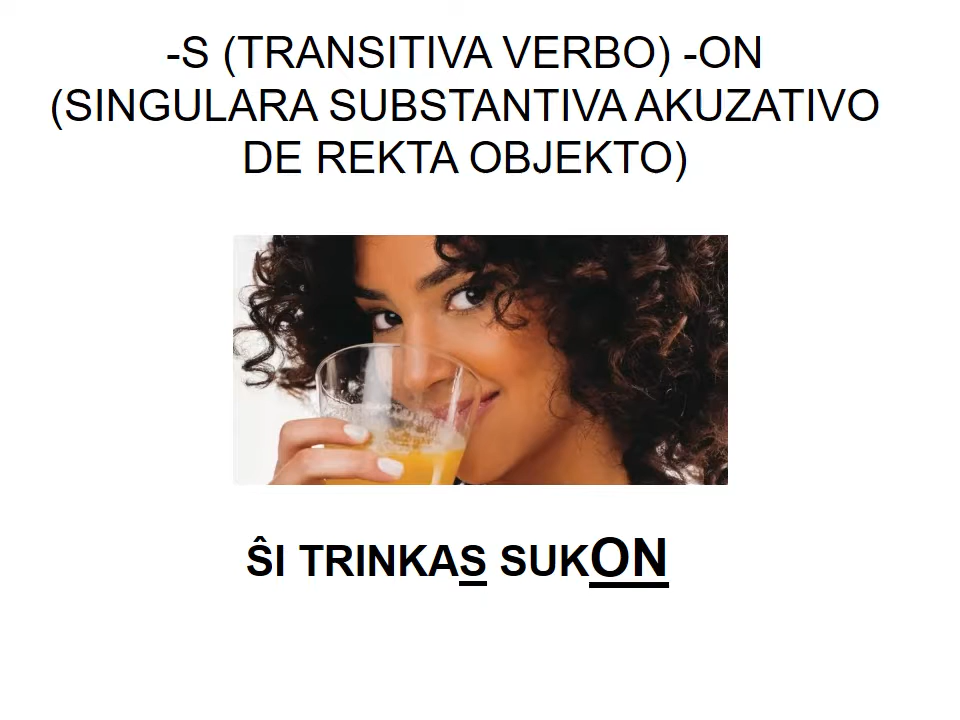 -S (TRANSITIVA VERBO) -ON
(SINGULARA SUBSTANTIVA AKUZATIVO
DE REKTA OBJEKTO)
ŜI TRINKAS SUKON